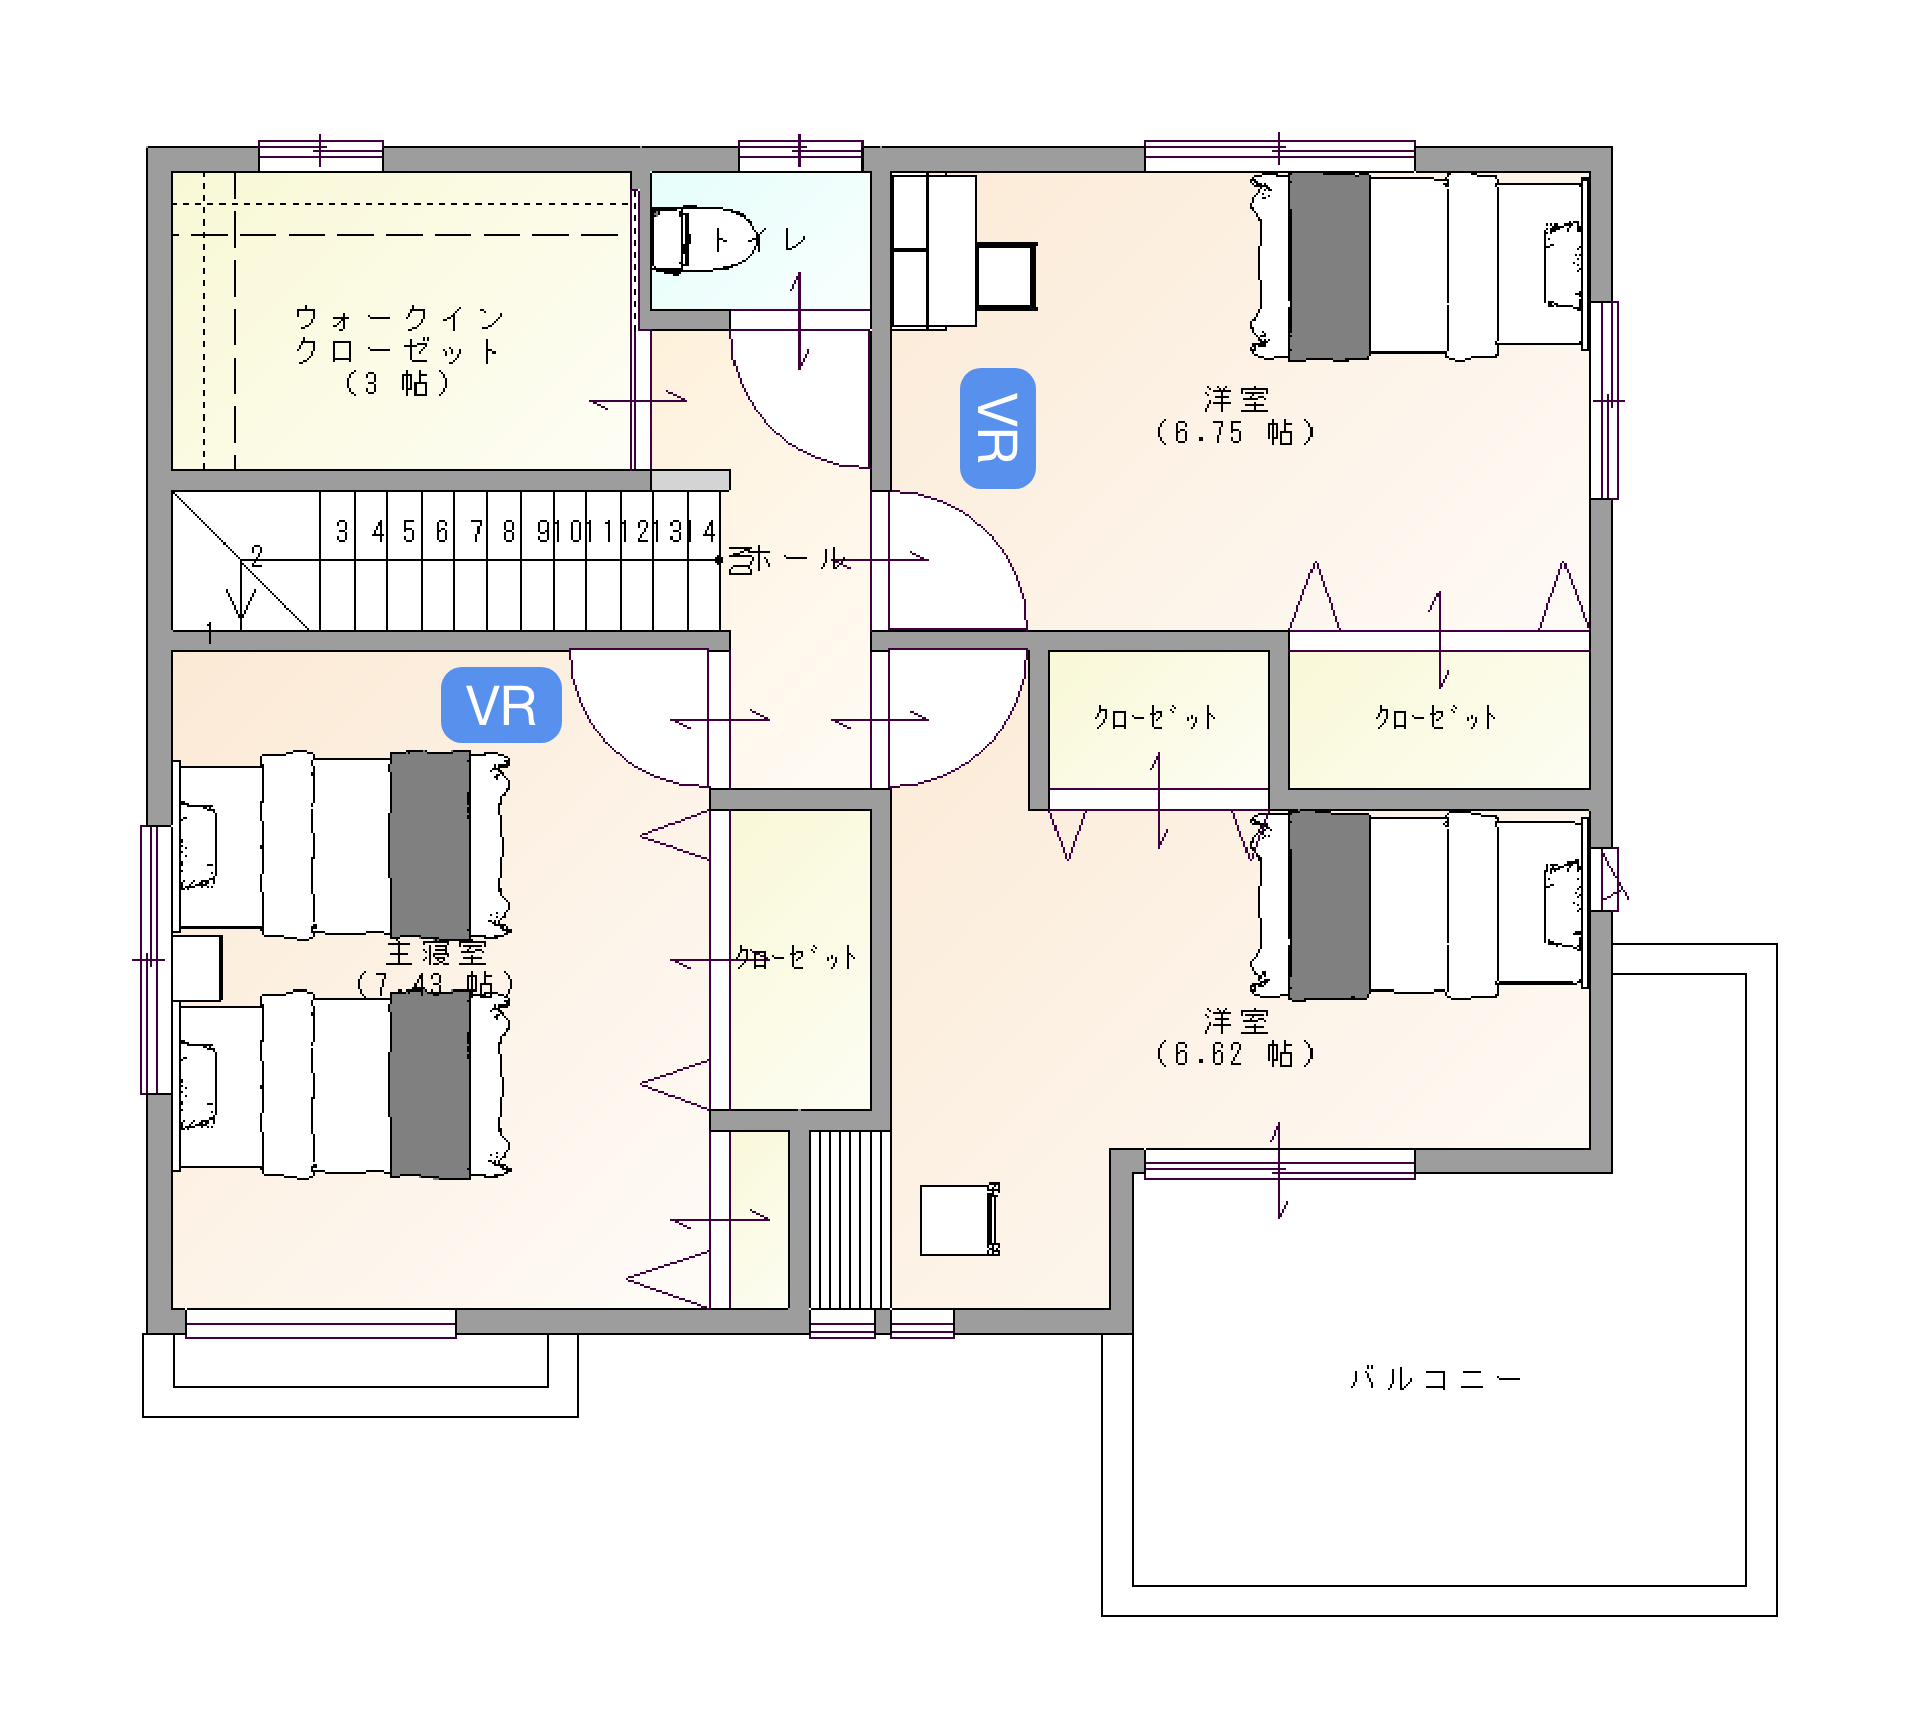 トイレ
ウォークイン
クローゼット
(3 帖)
VR
洋室
(6.75 帖)
3 4 5 6 7 8 9 10 11 12 13 14
2
DN
ホール
1
VR
クローゼット
クローゼット
主寝室
(7.43 帖)
クローゼット
洋室
(6.62 帖)
バルコニー